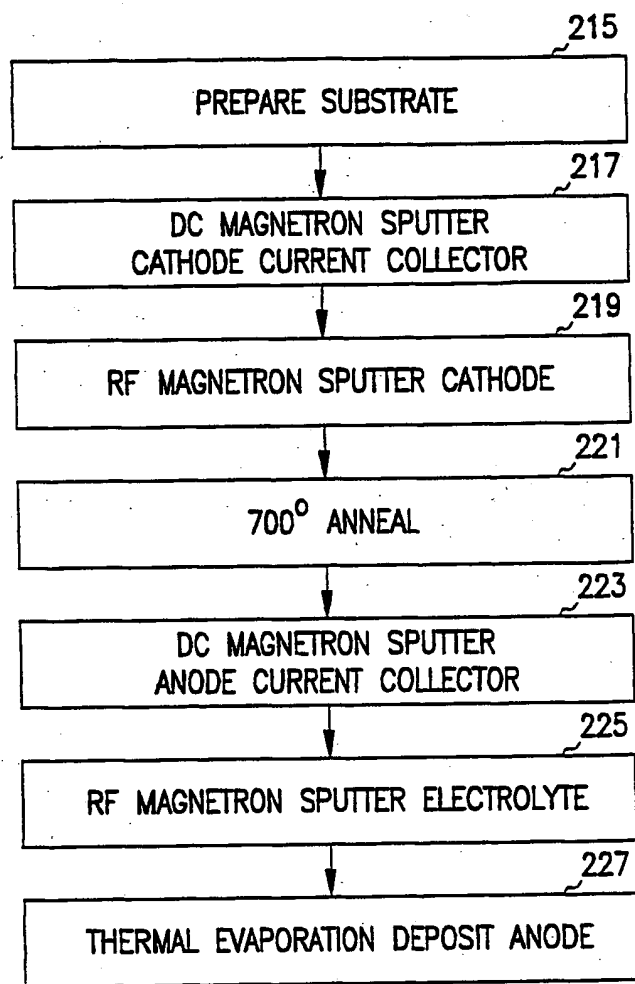 215
PREPARE SUBSTRATE
217
DC MAGNETRON SPUTTER
CATHODE CURRENT COLLECTOR
219
RF MAGNETRON SPUTTER CATHODE
221
700° ANNEAL
223
DC MAGNETRON SPUTTER
ANODE CURRENT COLLECTOR
225
RF MAGNETRON SPUTTER ELECTROLYTE
227
THERMAL EVAPORATION DEPOSIT ANODE